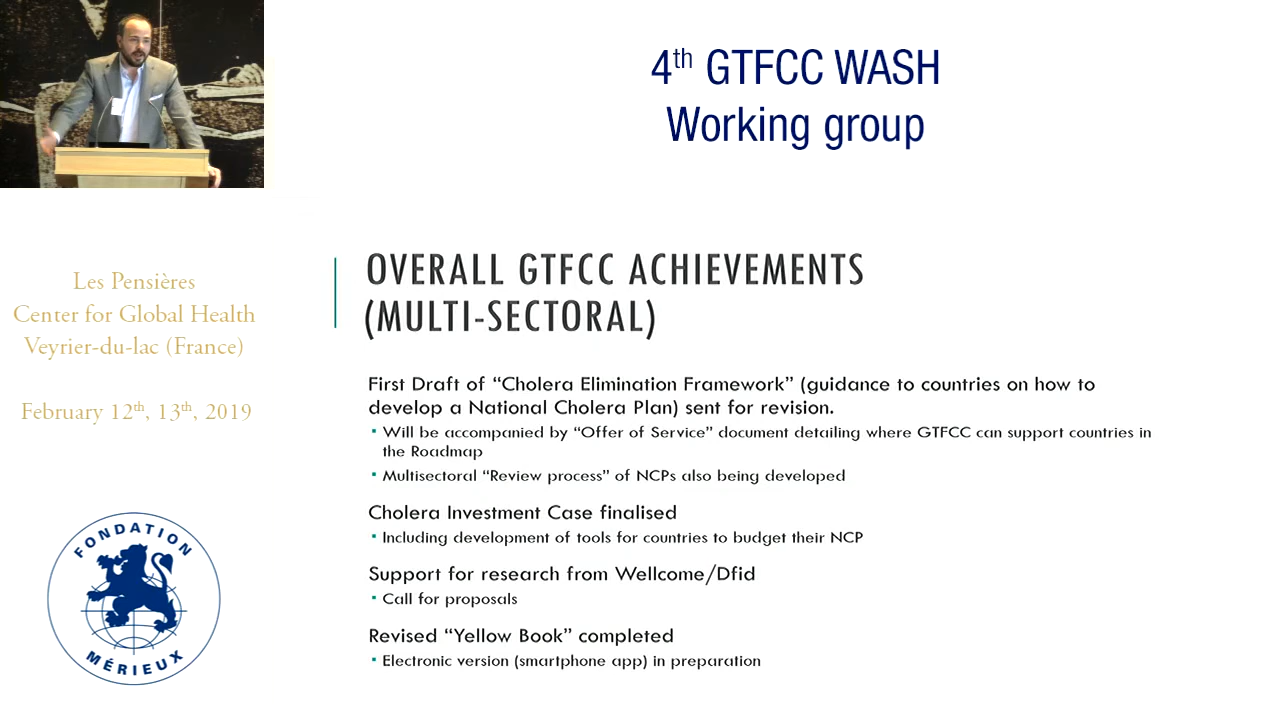 4th GTFCC WASH
Working group
Les Pensières
Center for Global Health
Veyrier-du-lac (France)
February 12th, 13th, 2019
FONDATION
MÉRIEUX
OVERALL GTFCC ACHIEVEMENTS
(MULTI-SECTORAL)
First Draft of “Cholera Elimination Framework” (guidance to countries on how to
develop a National Cholera Plan) sent for revision.
▪ Will be accompanied by “Offer of Service” document detailing where GTFCC can support countries in
the Roadmap
▪ Multisectoral “Review process” of NCPs also being developed
Cholera Investment Case finalised
▪ Including development of tools for countries to budget their NCP
Support for research from Wellcome/Dfid
▪ Call for proposals
Revised “Yellow Book” completed
▪ Electronic version (smartphone app) in preparation